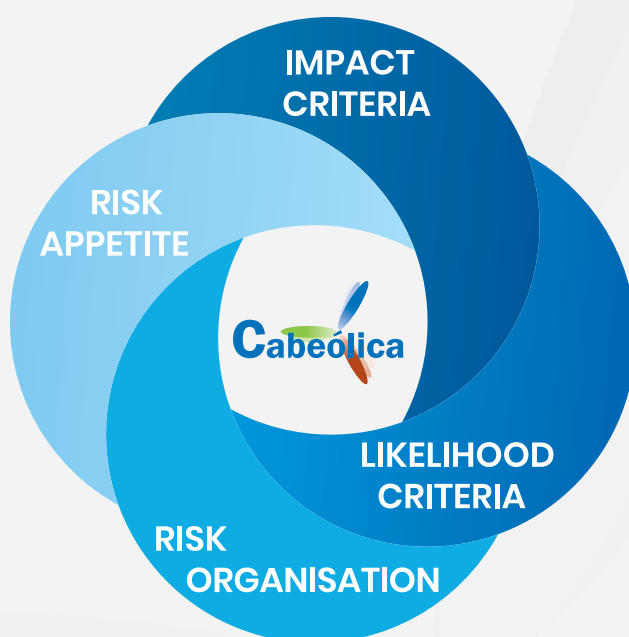 IMPACT
CRITERIA
RISK
APPETITE
Cabeólica
LIKELIHOOD
CRITERIA
RISK
ORGANISATION